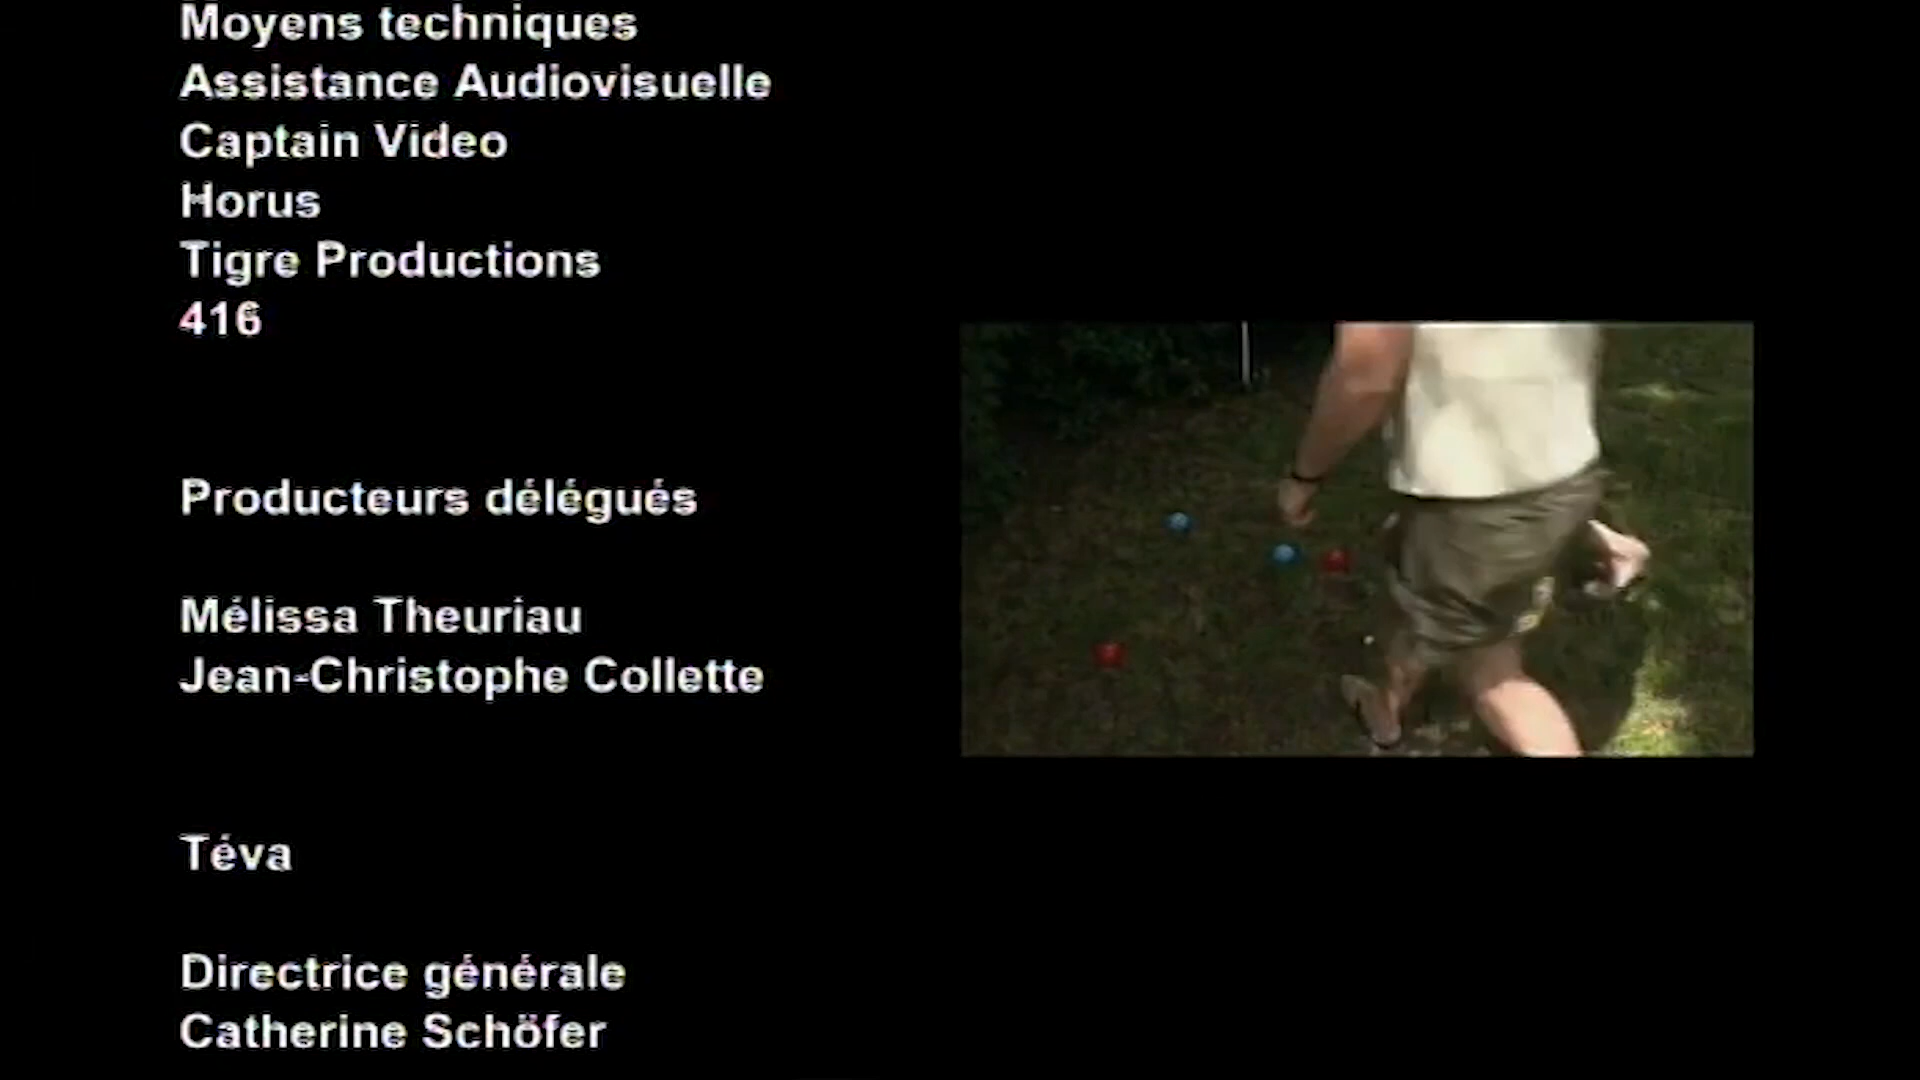 Moyens techniques
Assistance Audiovisuelle
Captain Video
Horus
Tigre Productions
416
Producteurs délégués
Mélissa Theuriau
Jean-Christophe Collette
Téva
Directrice générale
Catherine Schöfer